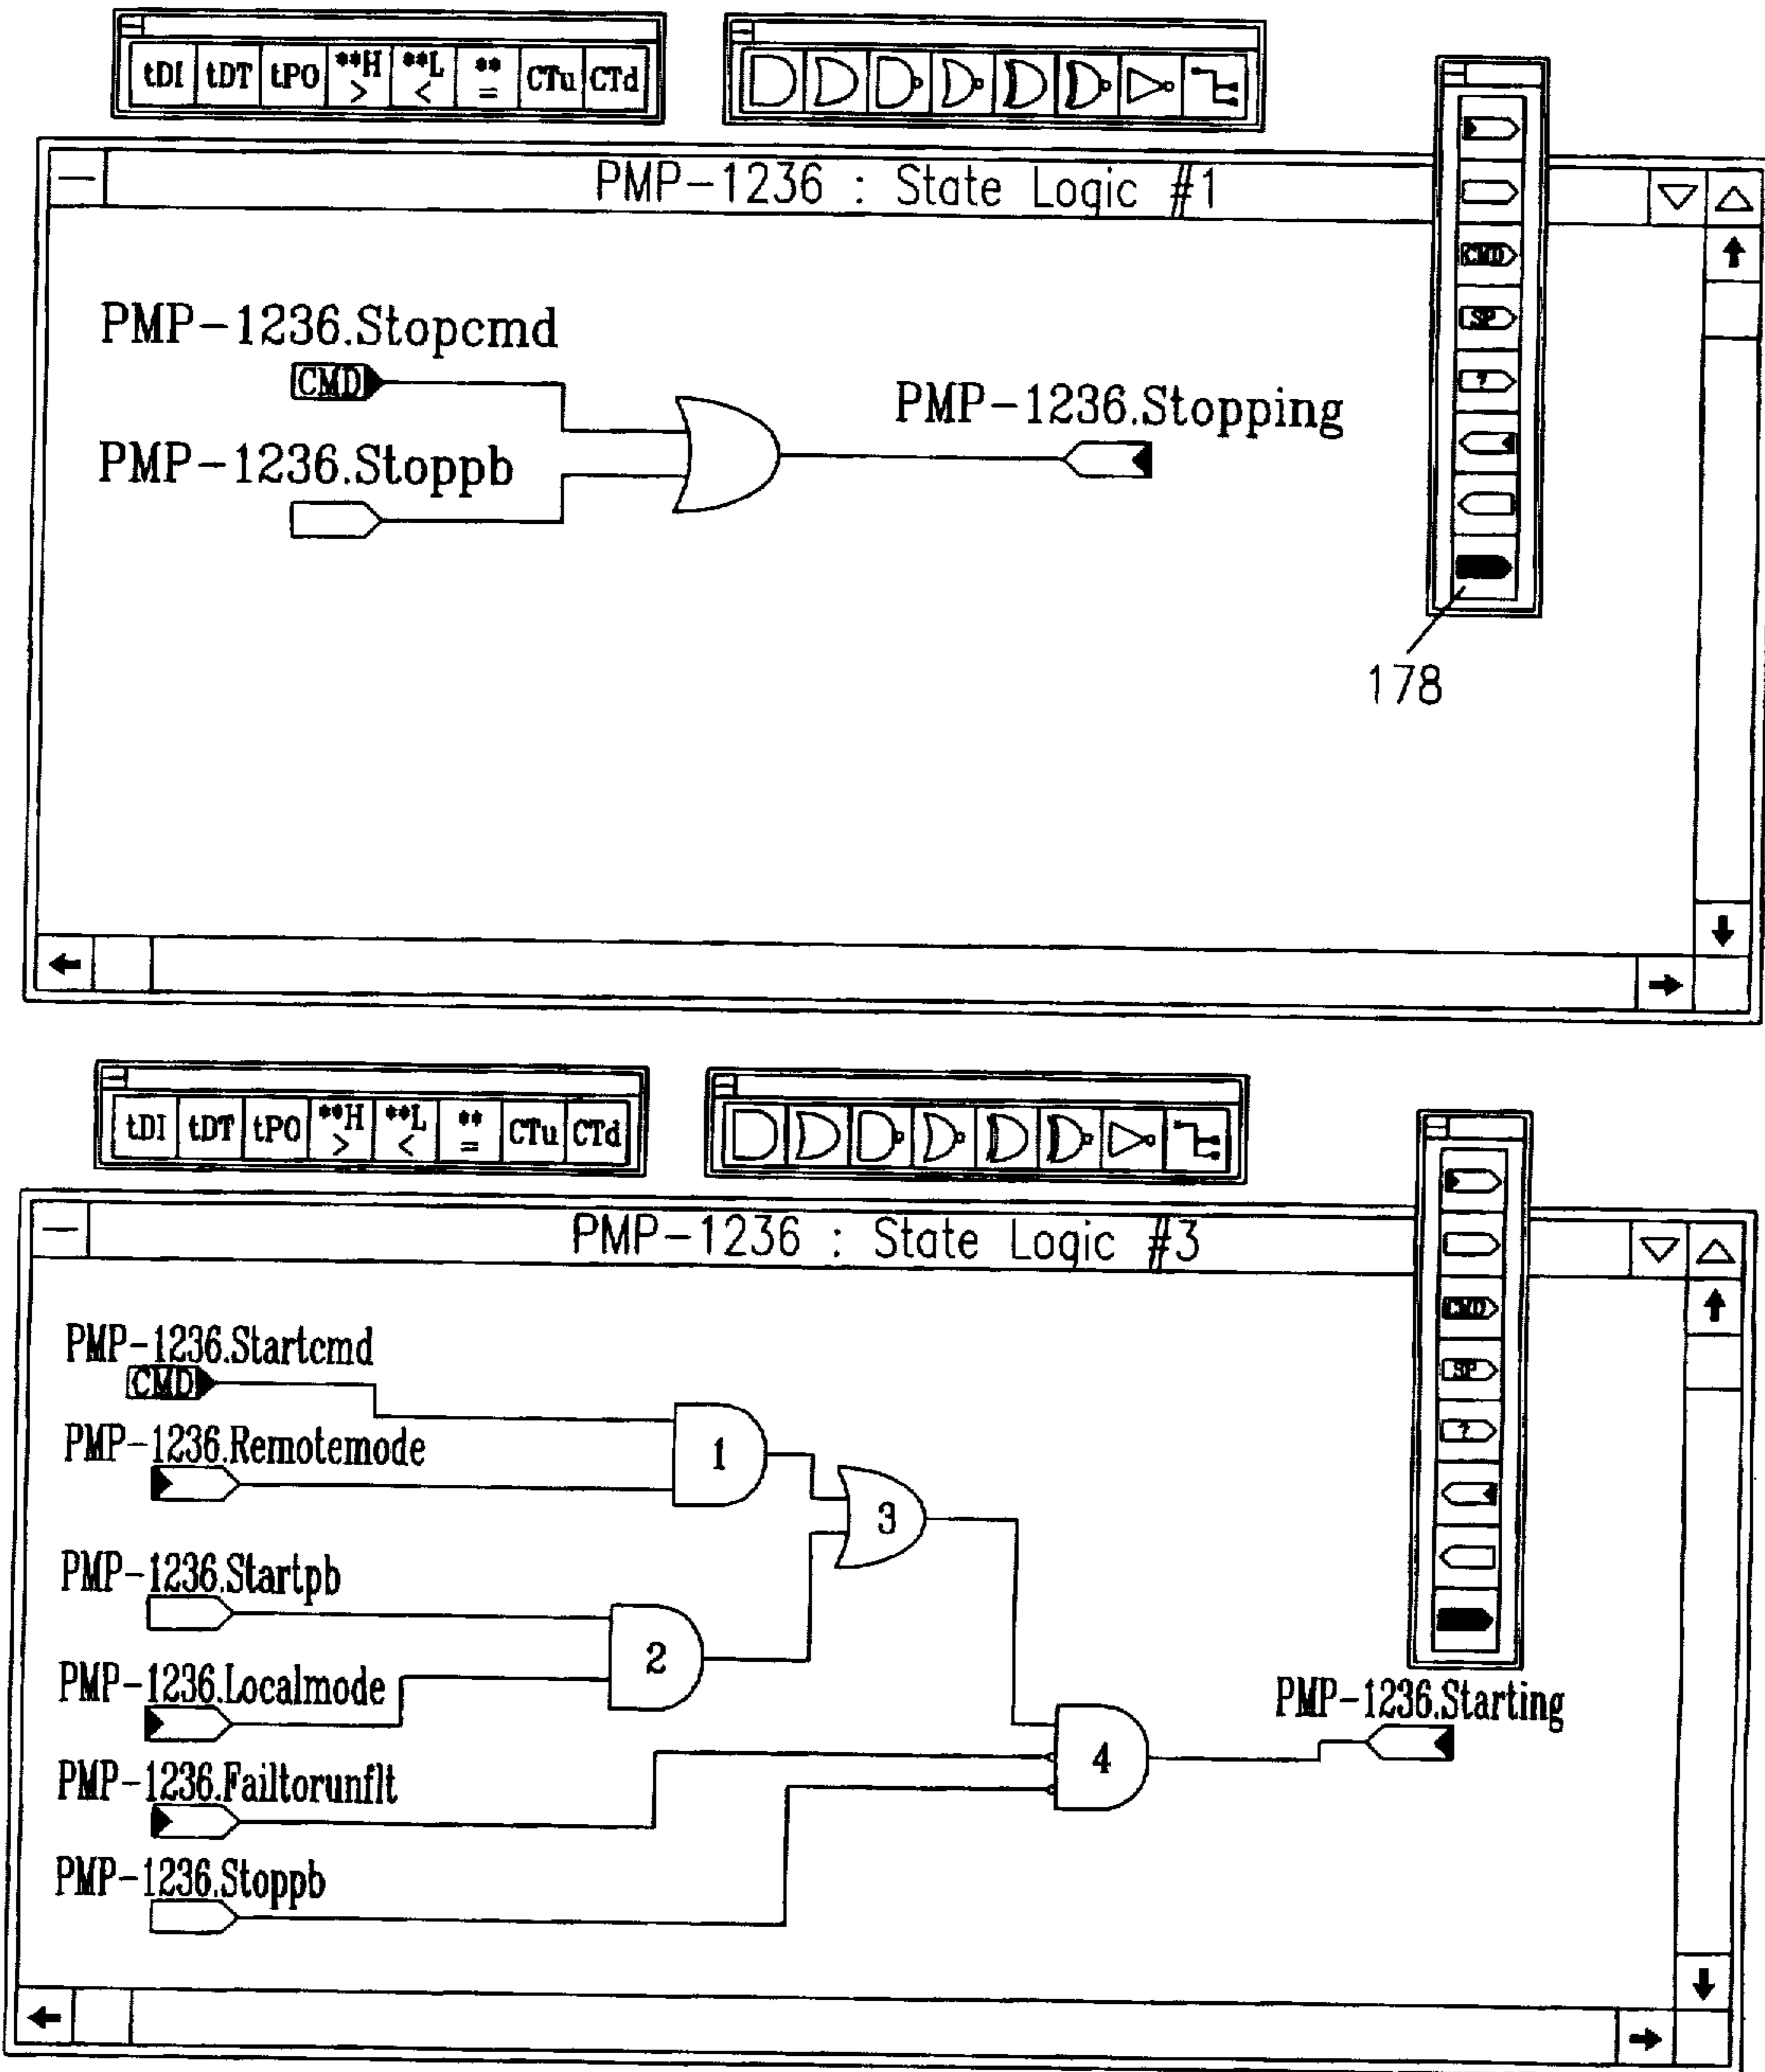 tDI tDT tPO **H > **L < ** = CTu CTd
PMP-1236 : State Logic #1
CMD
SP
?
PMP-1236.Stopcmd
CMD
PMP-1236.Stopping
PMP-1236.Stoppb
178
tDI tDT tPO **H > **L < ** = CTu CTd
PMP-1236 : State Logic #3
CMD
SP
?
PMP-1236.Startcmd
CMD
PMP-1236.Remotemode
1
3
PMP-1236.Startpb
2
PMP-1236.Localmode
PMP-1236.Starting
4
PMP-1236.Failtorunflt
PMP-1236.Stoppb